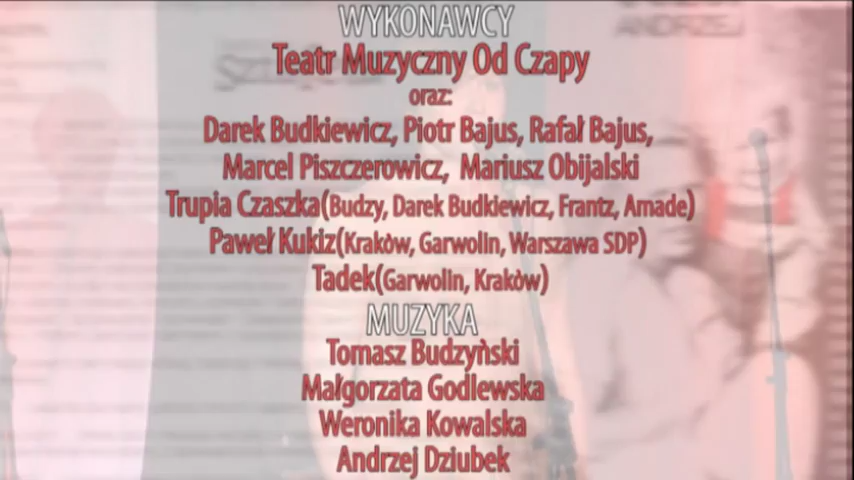 WYKONAWCY
ANDRZEJ
Teatr Muzyczny Od Czapy
oraz:
Darek Budkiewicz, Piotr Bajus, Rafał Bajus,
Marcel Piszczerowicz, Mariusz Obijalski
Trupia Czaszka(Budzy, Darek Budkiewicz, Frantz, Amade)
Paweł Kukiz(Kraków, Garwolin, Warszawa SDP)
Tadek(Garwolin, Kraków)
MUZYKA
Tomasz Budzyński
Małgorzata Godlewska
Weronika Kowalska
Andrzej Dziubek